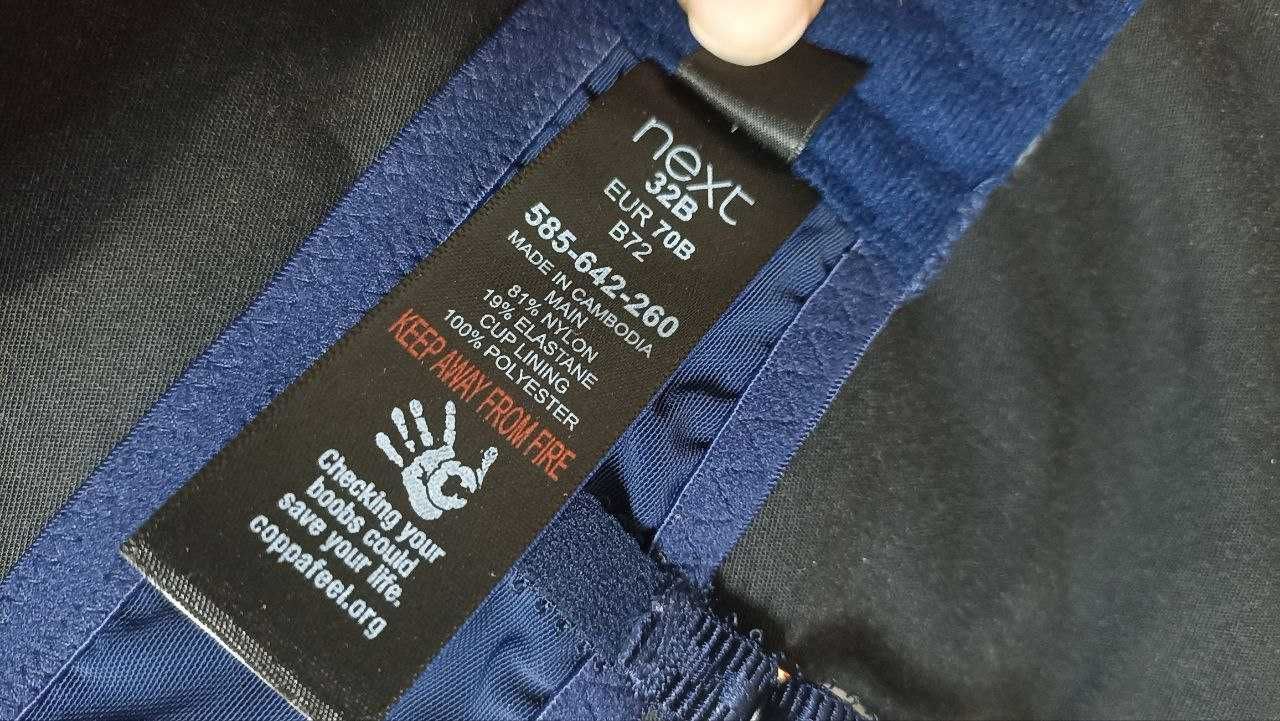 next
32B
EUR 70B
B72
585-642-260
MADE IN CAMBODIA
MAIN
81% NYLON
19% ELASTANE
CUP LINING
100% POLYESTER
KEEP AWAY FROM FIRE
C
Checking your
boobs could
save your life.
coppafeel.org